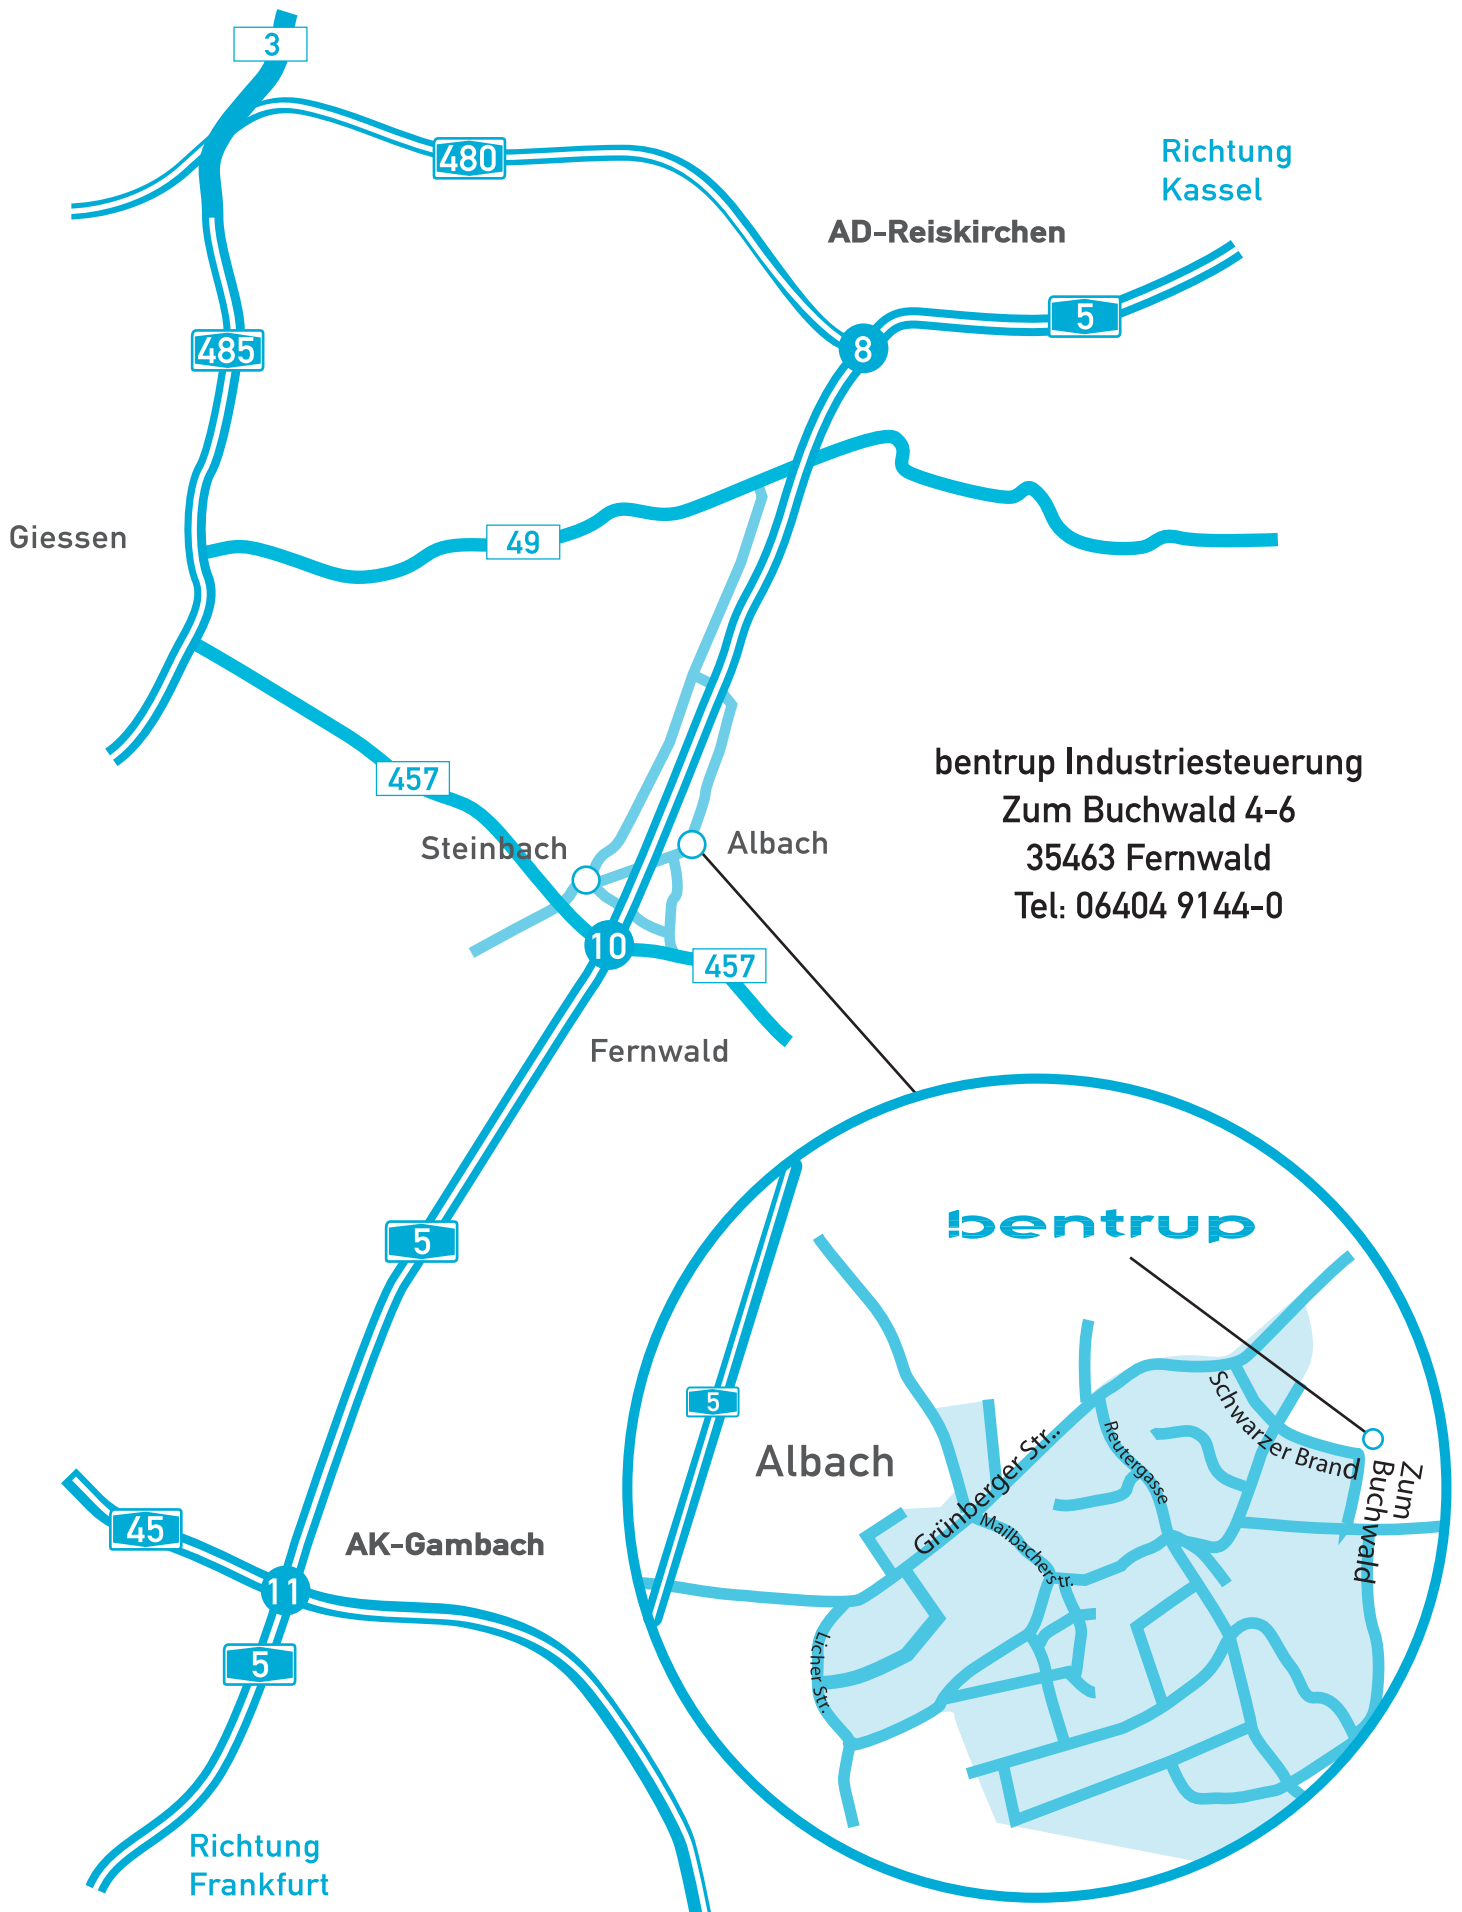 3
480
Richtung
Kassel
AD-Reiskirchen
5
8
485
Giessen
49
bentrup Industriesteuerung
Zum Buchwald 4-6
35463 Fernwald
Tel: 06404 9144-0
457
Steinbach
Albach
10
457
Fernwald
5
bentrup
5
Albach
Schwarzer Brand
Reutergasse
Grünberger Str..
Zum
Buchwald
Mailbacherstr.
Licher Str.
45
AK-Gambach
11
5
Richtung
Frankfurt